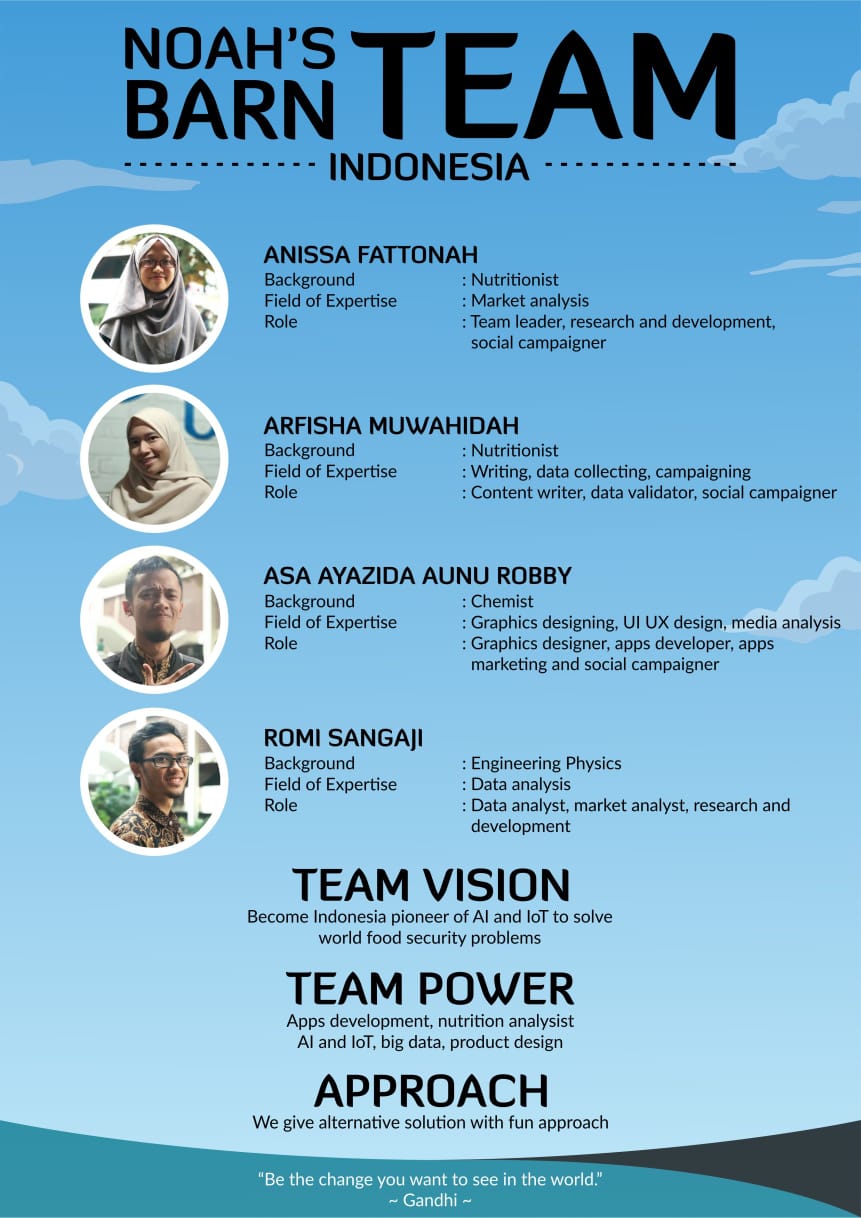 NOAH'S
BARN TEAM
INDONESIA
ANISSA FATTONAH
Background : Nutritionist
Field of Expertise : Market analysis
Role : Team leader, research and development,
social campaigner
ARFISHA MUWAHIDAH
Background : Nutritionist
Field of Expertise : Writing, data collecting, campaigning
Role : Content writer, data validator, social campaigner
ASA AYAZIDA AUNU ROBBY
Background : Chemist
Field of Expertise : Graphics designing, UI UX design, media analysis
Role : Graphics designer, apps developer, apps
marketing and social campaigner
ROMI SANGAJI
Background : Engineering Physics
Field of Expertise : Data analysis
Role : Data analyst, market analyst, research and
development
TEAM VISION
Become Indonesia pioneer of AI and IoT to solve
world food security problems
TEAM POWER
Apps development, nutrition analysist
AI and IoT, big data, product design
APPROACH
We give alternative solution with fun approach
“Be the change you want to see in the world.”
~ Gandhi ~